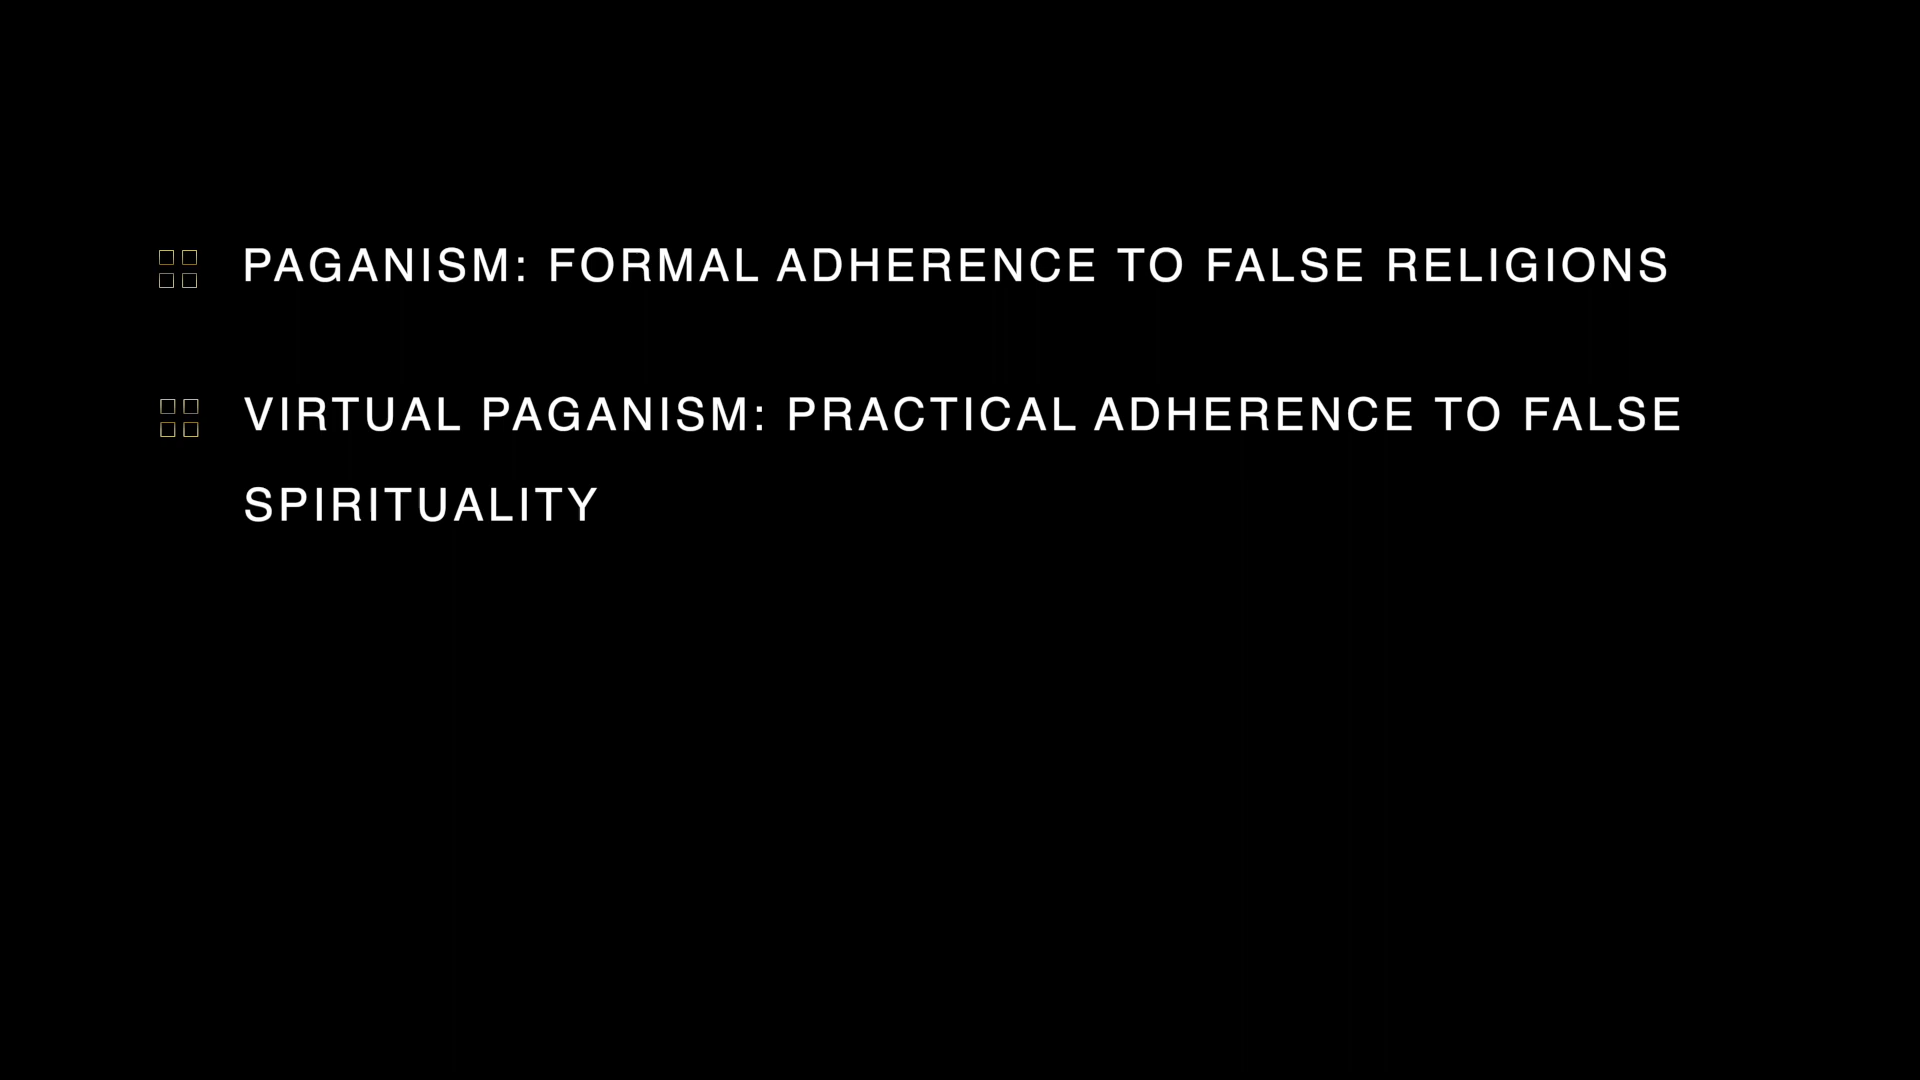 PAGANISM: FORMAL ADHERENCE TO FALSE RELIGIONS
VIRTUAL PAGANISM: PRACTICAL ADHERENCE TO FALSE
SPIRITUALITY